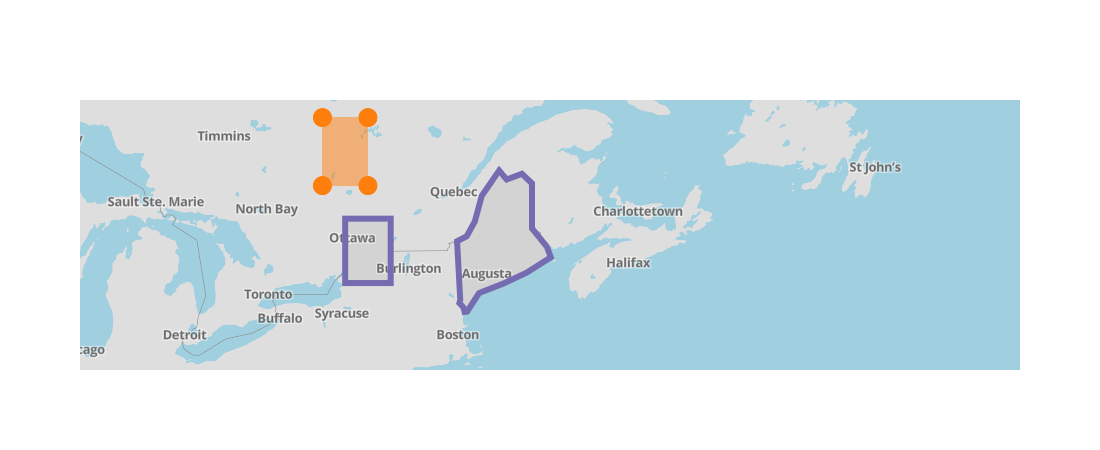 Timmins
St John's
Quebec
Sault Ste. Marie
North Bay
Charlottetown
Ottawa
Halifax
Burlington
Augusta
Toronto
Syracuse
Buffalo
Detroit
Boston
cago